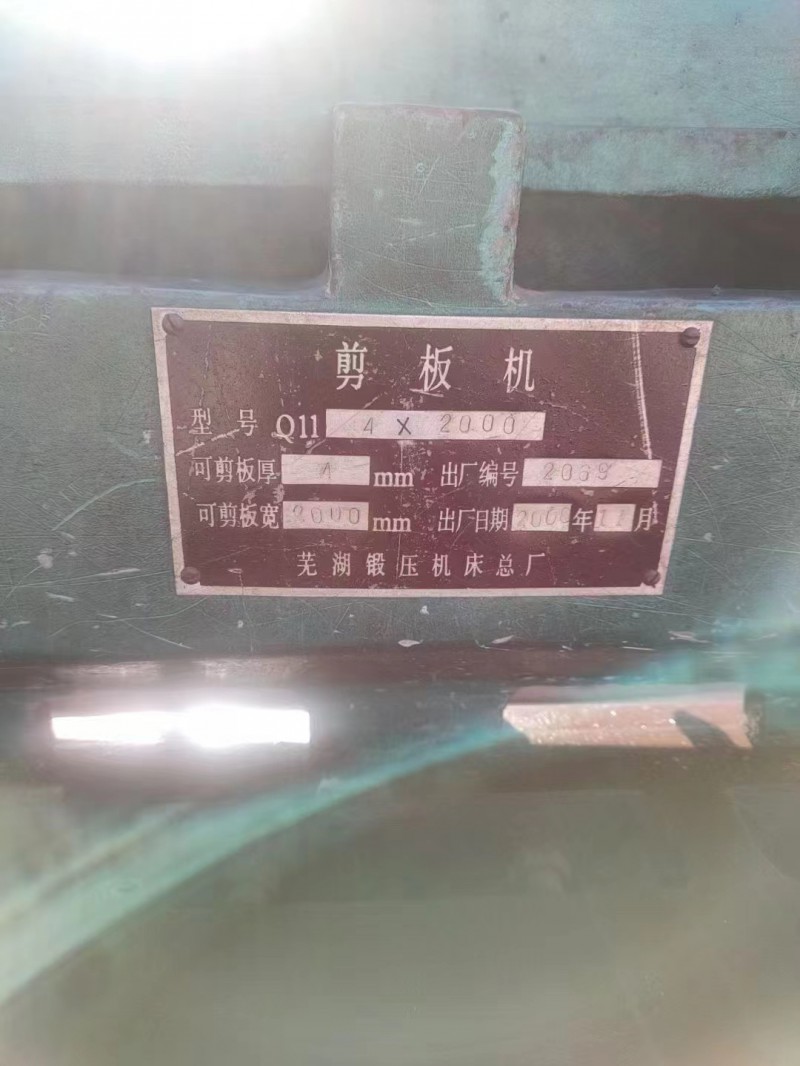 剪板机
型号 Q11 4 X 2000
可剪板厚 4 mm 出厂编号
可剪板宽 2000 mm 出厂日期 年 11 月
芜湖锻压机床总厂